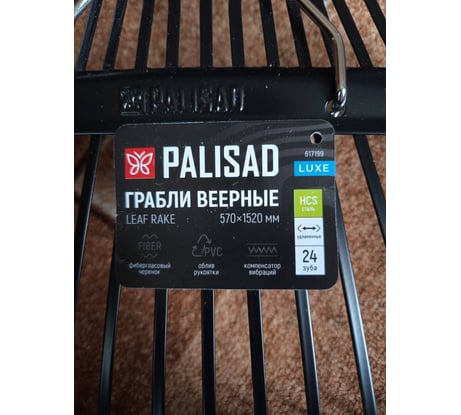 PALISAD
617199
PALISAD
LUXE
ГРАБЛИ ВЕЕРНЫЕ
LEAF RAKE 570×1520 ММ
HCS
СТАЛЬ
FIBER
PVC
удлиненные
фибергласовый черенок
облив рукоятки
компенсатор вибраций
24
зуба